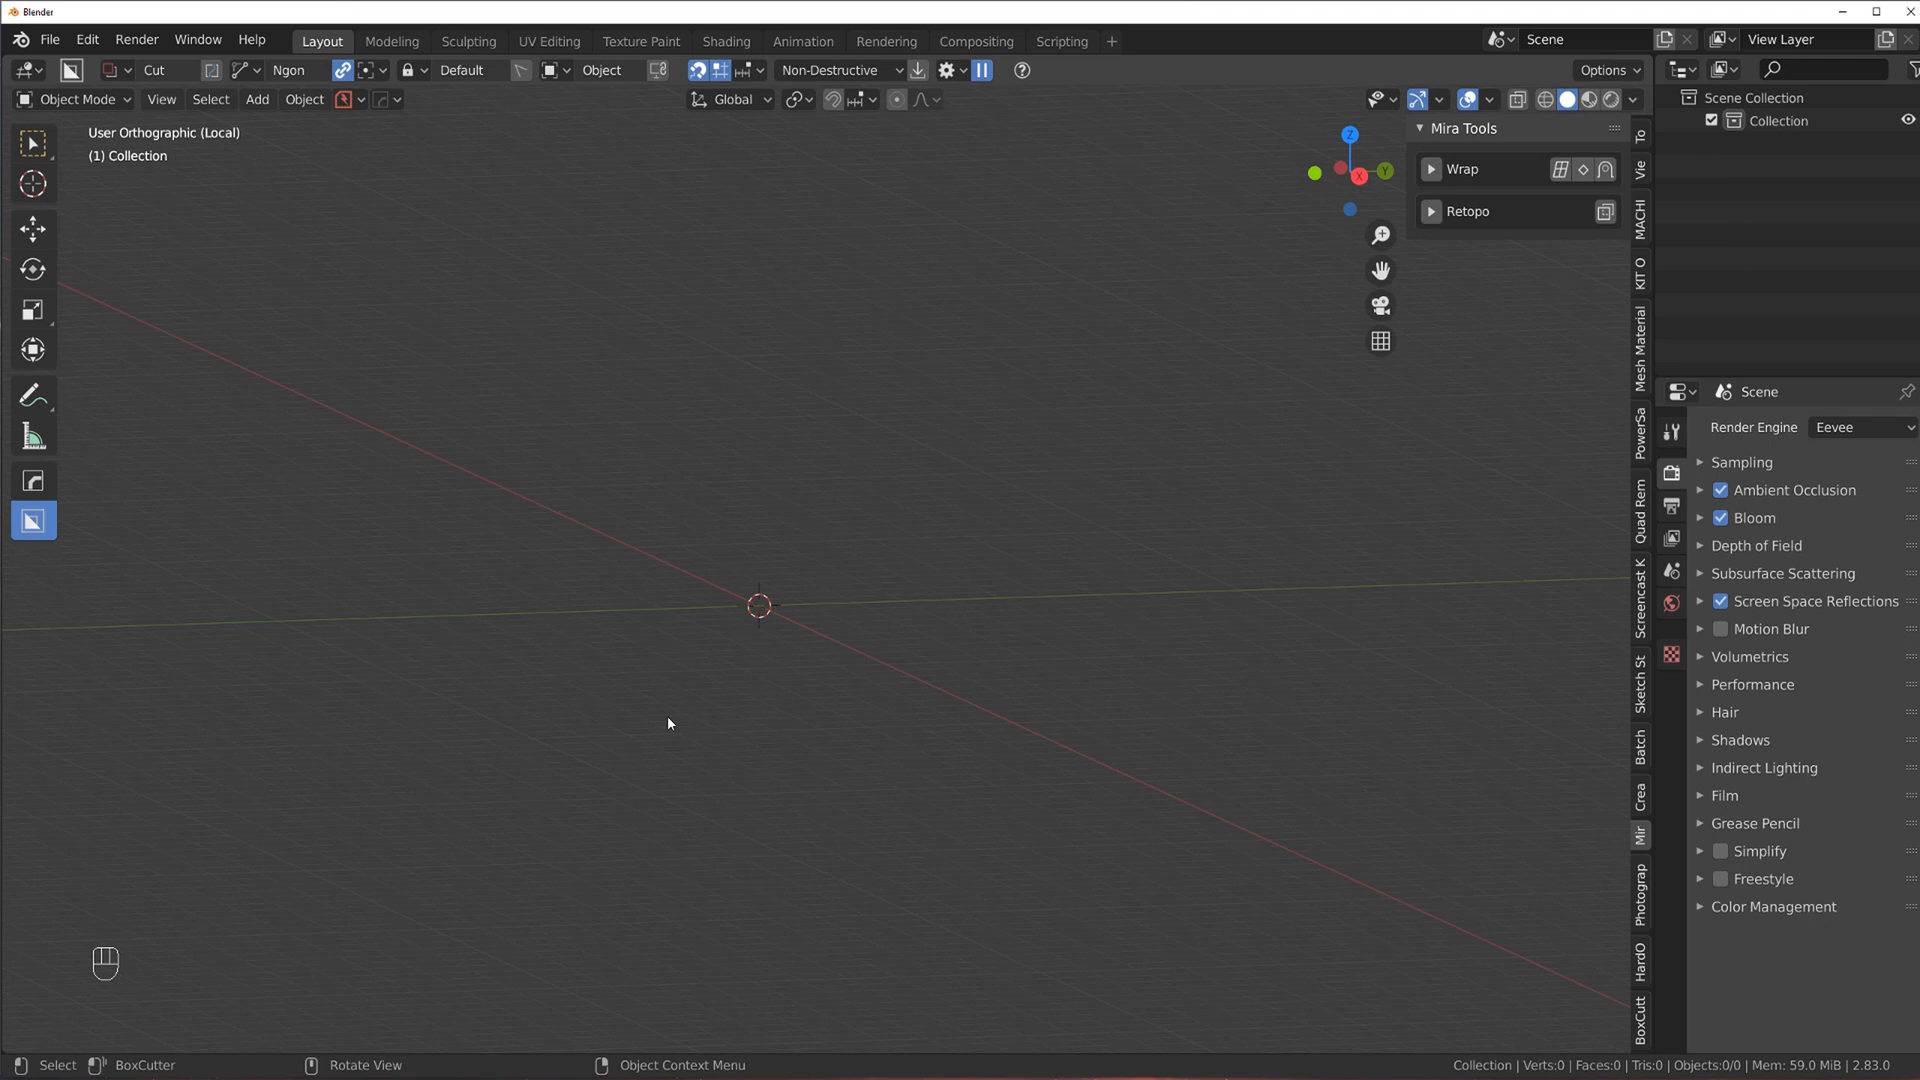 Blender
File Edit Render Window Help Layout Modeling Sculpting UV Editing Texture Paint Shading Animation Rendering Compositing Scripting + Scene View Layer
Cut Ngon Default Object Non-Destructive Options
Object Mode View Select Add Object Global
User Orthographic (Local)
(1) Collection
Z
Y
X
Mira Tools
Wrap
Retopo
To
Vie
MACHI
KIT O
Mesh Material
PowerSa
Quad Rem
Screencast K
Sketch St
Batch
Crea
Mir
Photograp
HardO
BoxCutt
Scene Collection
Collection
Scene
Render Engine Eevee
Sampling
Ambient Occlusion
Bloom
Depth of Field
Subsurface Scattering
Screen Space Reflections
Motion Blur
Volumetrics
Performance
Hair
Shadows
Indirect Lighting
Film
Grease Pencil
Simplify
Freestyle
Color Management
Select BoxCutter Rotate View Object Context Menu Collection | Verts:0 | Faces:0 | Tris:0 | Objects:0/0 | Mem: 59.0 MiB | 2.83.0